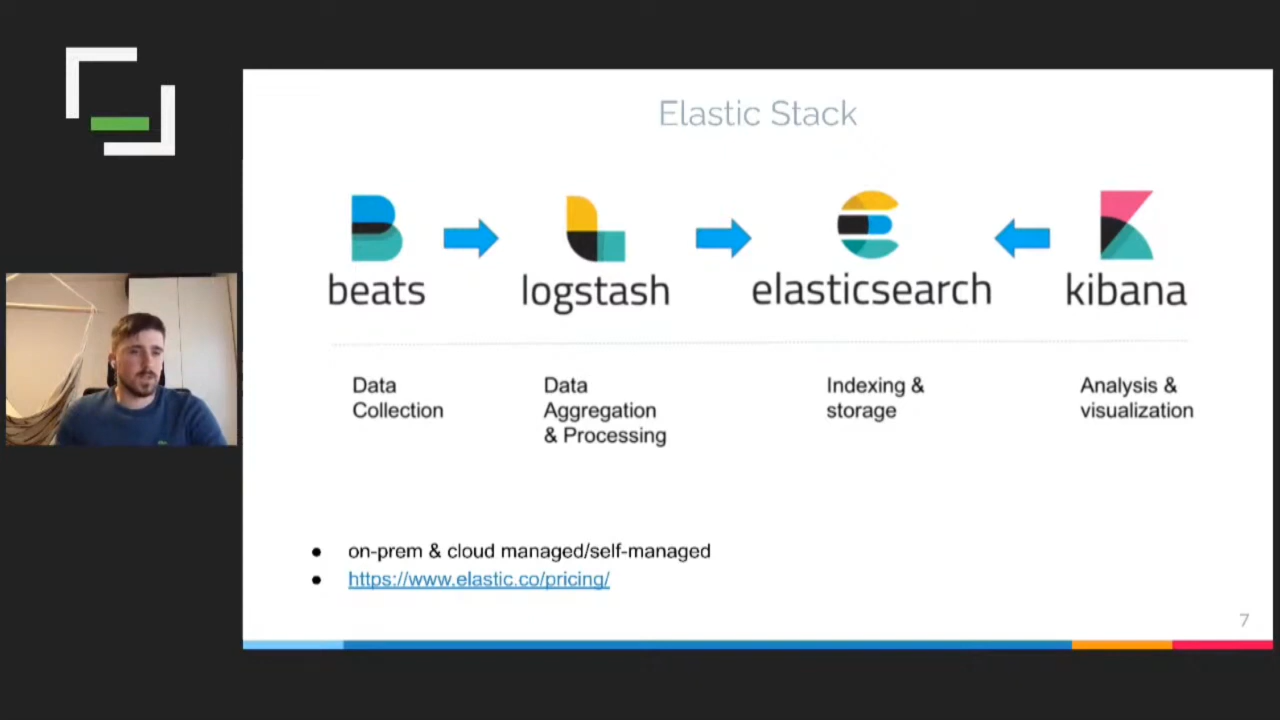 Elastic Stack
beats
logstash
elasticsearch
kibana
Data
Collection
Data
Aggregation
& Processing
Indexing &
storage
Analysis &
visualization
● on-prem & cloud managed/self-managed
● https://www.elastic.co/pricing/
7